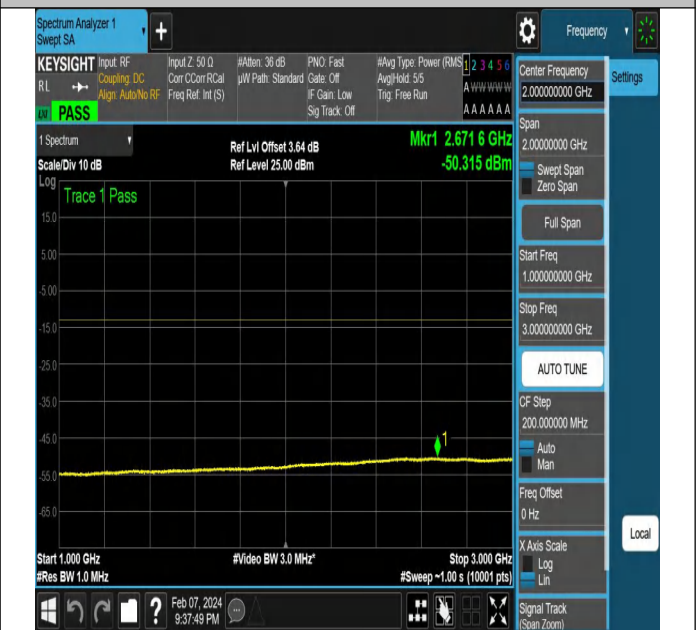 Spectrum Analyzer 1
Swept SA
Frequency
KEYSIGHT
RL
PASS
Input: RF
Coupling: DC
Align: Auto/No RF
Input Z: 50 Ω
Corr CCorr RCal
Freq Ref: Int (S)
#Atten: 36 dB
µW Path: Standard
PNO: Fast
Gate: Off
IF Gain: Low
Sig Track: Off
#Avg Type: Power (RMS
Avg|Hold: 5/5
Trig: Free Run
1 2 3 4 5 6
A W W W W W
A A A A A A
1 Spectrum
Scale/Div 10 dB
Ref Lvl Offset 3.64 dB
Ref Level 25.00 dBm
Mkr1 2.671 6 GHz
-50.315 dBm
Log
Trace 1 Pass
15.0
5.00
-5.00
-15.0
-25.0
-35.0
-45.0
-55.0
-65.0
1
Start 1.000 GHz
#Res BW 1.0 MHz
#Video BW 3.0 MHz*
Stop 3.000 GHz
#Sweep ~1.00 s (10001 pts)
Feb 07, 2024
9:37:49 PM
?
Center Frequency
2.000000000 GHz
Settings
Span
2.00000000 GHz
Swept Span
Zero Span
Full Span
Start Freq
1.000000000 GHz
Stop Freq
3.000000000 GHz
AUTO TUNE
CF Step
200.000000 MHz
Auto
Man
Freq Offset
0 Hz
X Axis Scale
Log
Lin
Local
Signal Track
(Span Zoom)